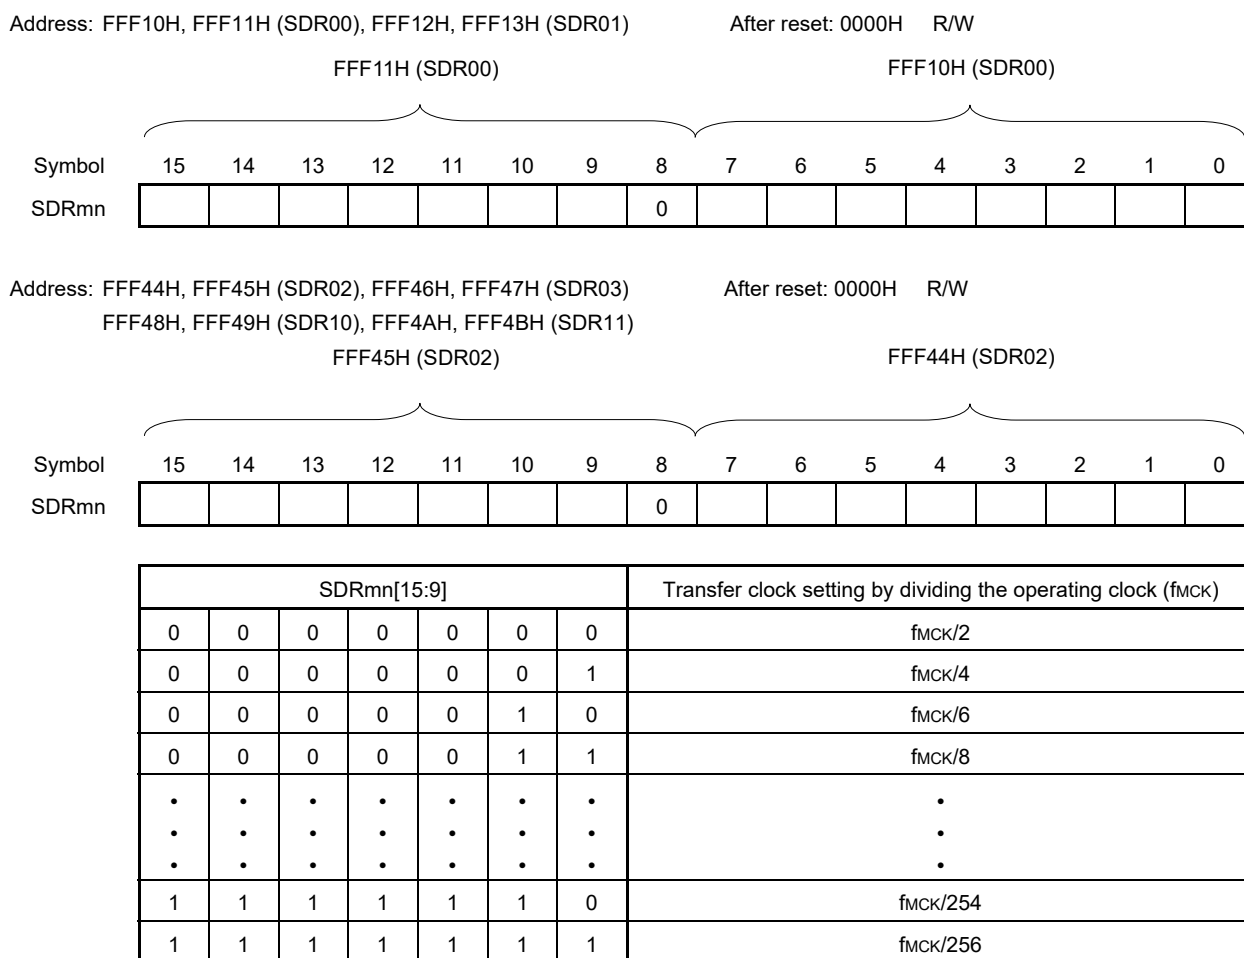 Address: FFF10H, FFF11H (SDR00), FFF12H, FFF13H (SDR01) After reset: 0000H R/W
FFF11H (SDR00) FFF10H (SDR00)
Symbol 15 14 13 12 11 10 9 8 7 6 5 4 3 2 1 0
SDRmn 0
Address: FFF44H, FFF45H (SDR02), FFF46H, FFF47H (SDR03) After reset: 0000H R/W
FFF48H, FFF49H (SDR10), FFF4AH, FFF4BH (SDR11)
FFF45H (SDR02) FFF44H (SDR02)
Symbol 15 14 13 12 11 10 9 8 7 6 5 4 3 2 1 0
SDRmn 0
SDRmn[15:9] Transfer clock setting by dividing the operating clock (fMCK)
0 0 0 0 0 0 0 fMCK/2
0 0 0 0 0 0 1 fMCK/4
0 0 0 0 0 1 0 fMCK/6
0 0 0 0 0 1 1 fMCK/8
• • • • • • • •
• • • • • • • •
• • • • • • • •
1 1 1 1 1 1 0 fMCK/254
1 1 1 1 1 1 1 fMCK/256